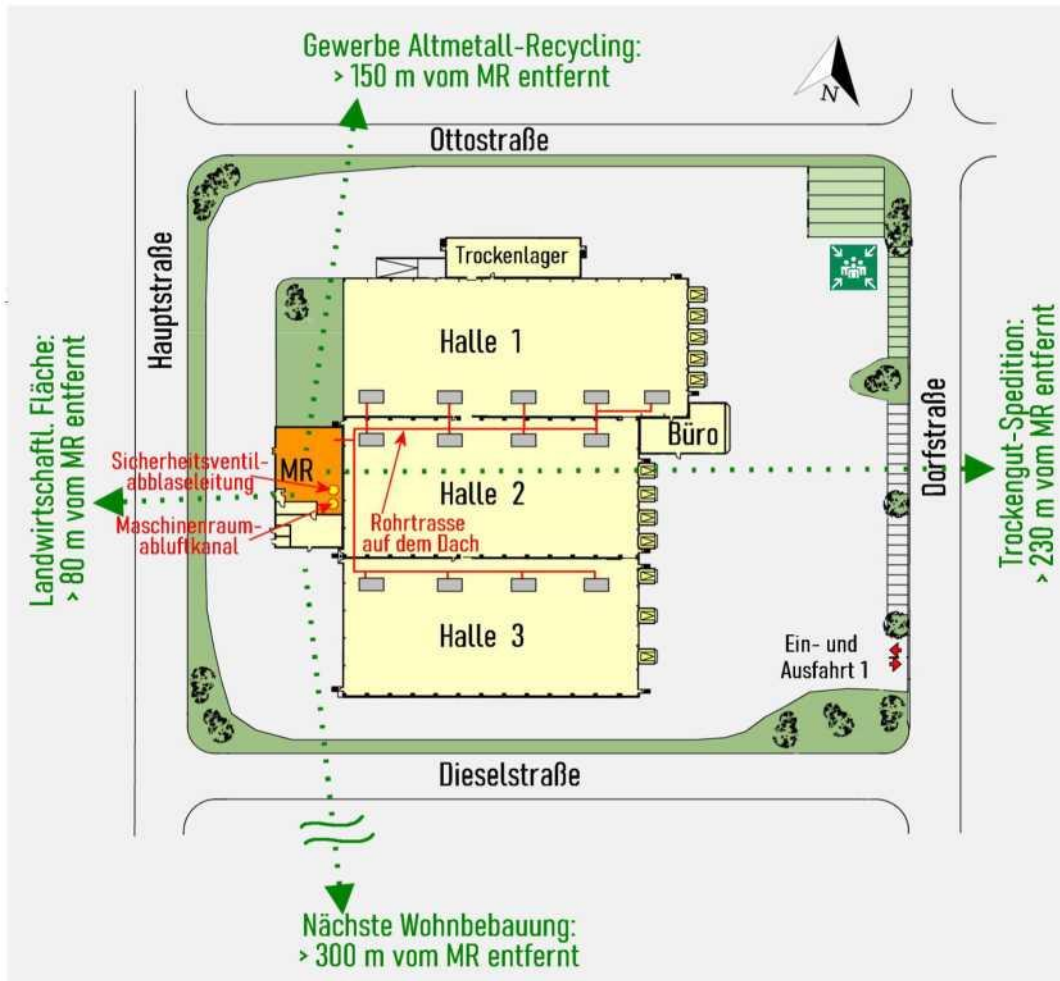 Gewerbe Altmetall-Recycling:
> 150 m vom MR entfernt
N
Ottostraße
Hauptstraße
Trockenlager
Halle 1
Landwirtschaftl. Fläche:
> 80 m vom MR entfernt
Büro
Sicherheitsventil-
abblaseleitung
MR
Halle 2
Maschinenraum-
abluftkanal
Rohrtrasse
auf dem Dach
Dorfstraße
Trockengut-Spedition:
> 230 m vom MR entfernt
Halle 3
Ein- und
Ausfahrt 1
Dieselstraße
Nächste Wohnbebauung:
> 300 m vom MR entfernt